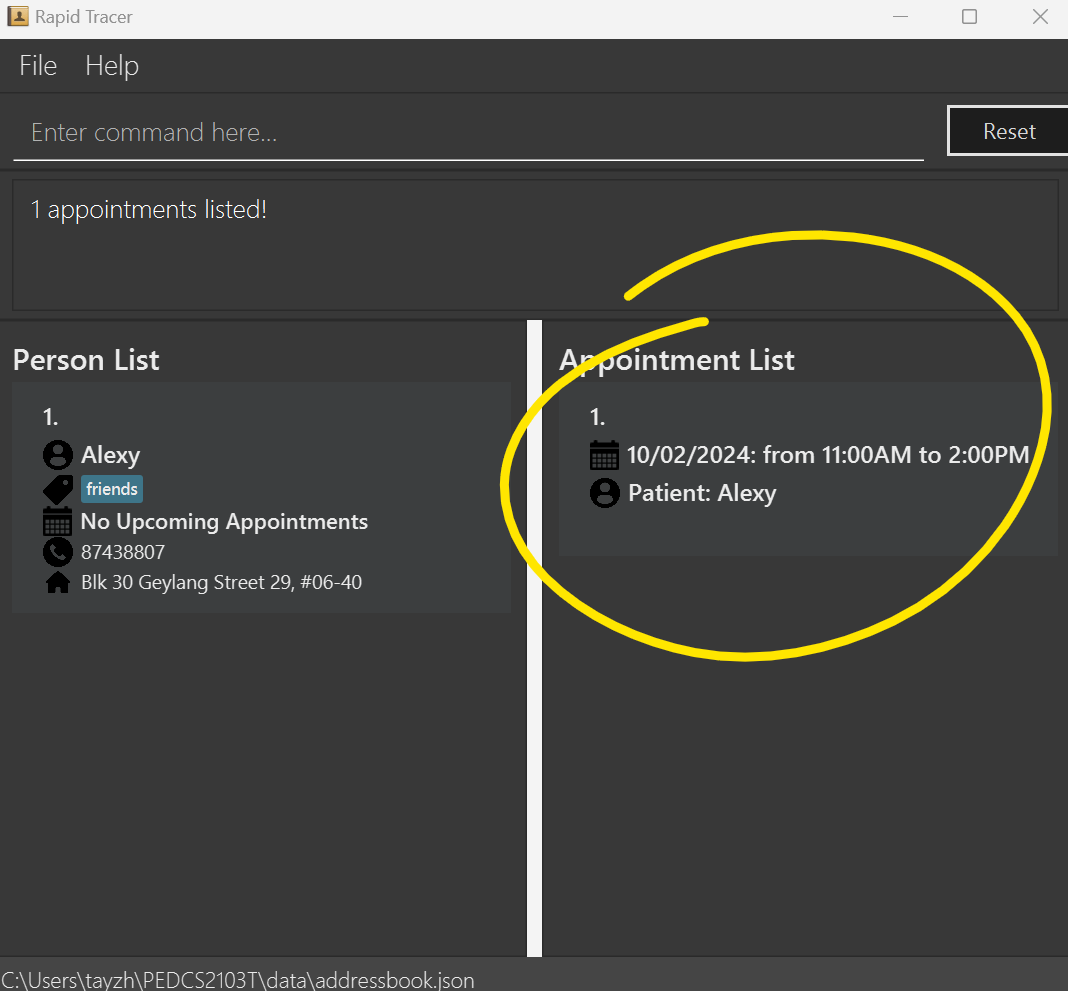 Rapid Tracer
File Help
Enter command here...
Reset
1 appointments listed!
Person List
1.
Alexy
friends
No Upcoming Appointments
87438807
Blk 30 Geylang Street 29, #06-40
Appointment List
1.
10/02/2024: from 11:00AM to 2:00PM
Patient: Alexy
C:\Users\tayzh\PEDCS2103T\data\addressbook.json